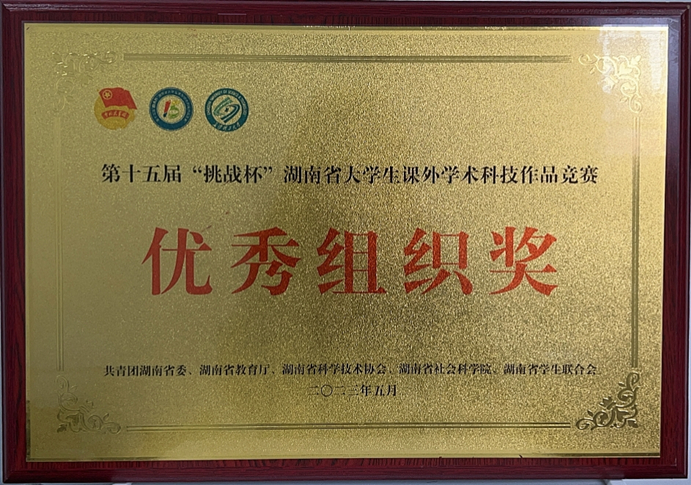 第十五届“挑战杯”湖南省大学生课外学术科技作品竞赛
优秀组织奖
共青团湖南省委、湖南省教育厅、湖南省科学技术协会、湖南省社会科学院、湖南省学生联合会
二〇二三年五月